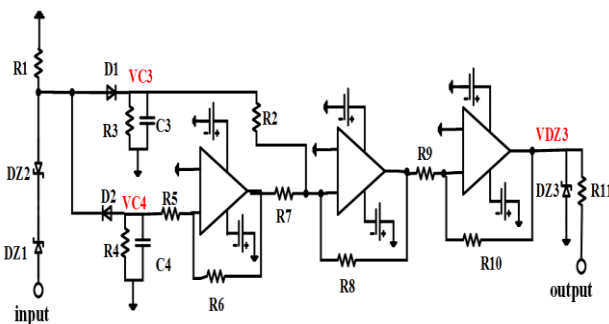 R1
D1
VC3
R3
C3
R2
DZ2
D2
VC4
R5
R4
C4
DZ1
input
R6
R7
R8
R9
R10
VDZ3
DZ3
R11
output